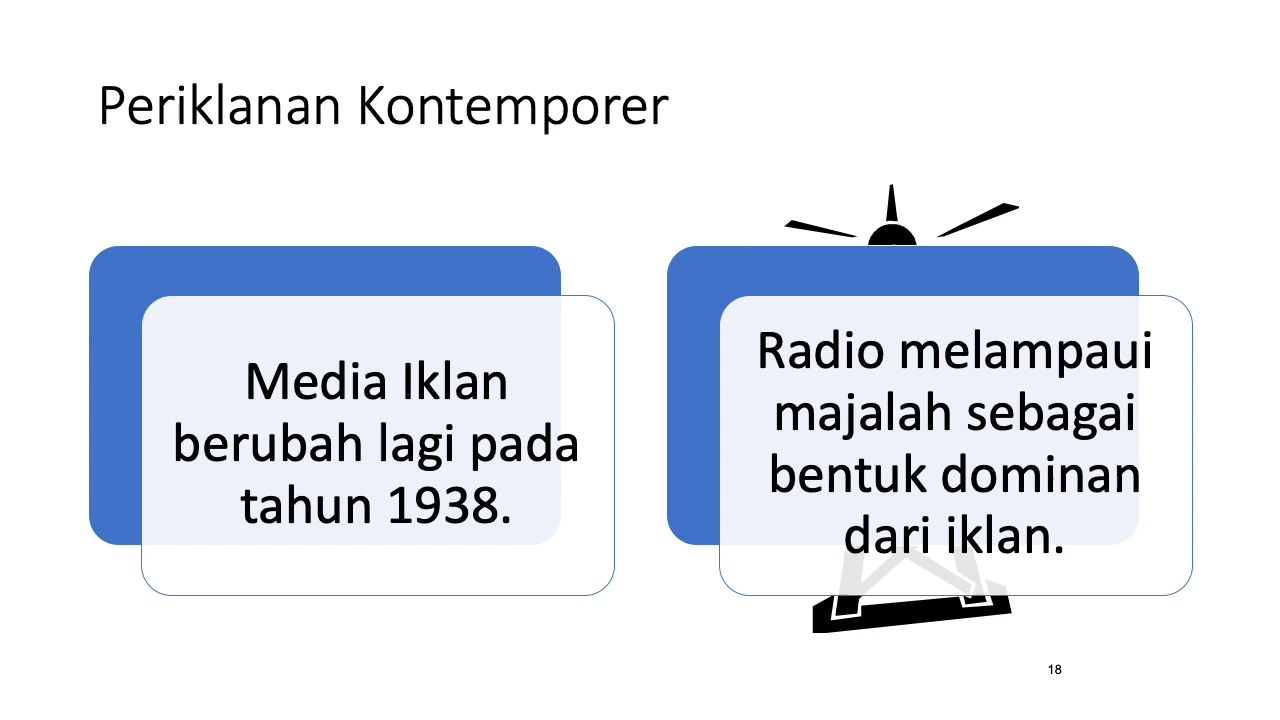 Periklanan Kontemporer
Media Iklan
berubah lagi pada
tahun 1938.
Radio melampaui
majalah sebagai
bentuk dominan
dari iklan.
18